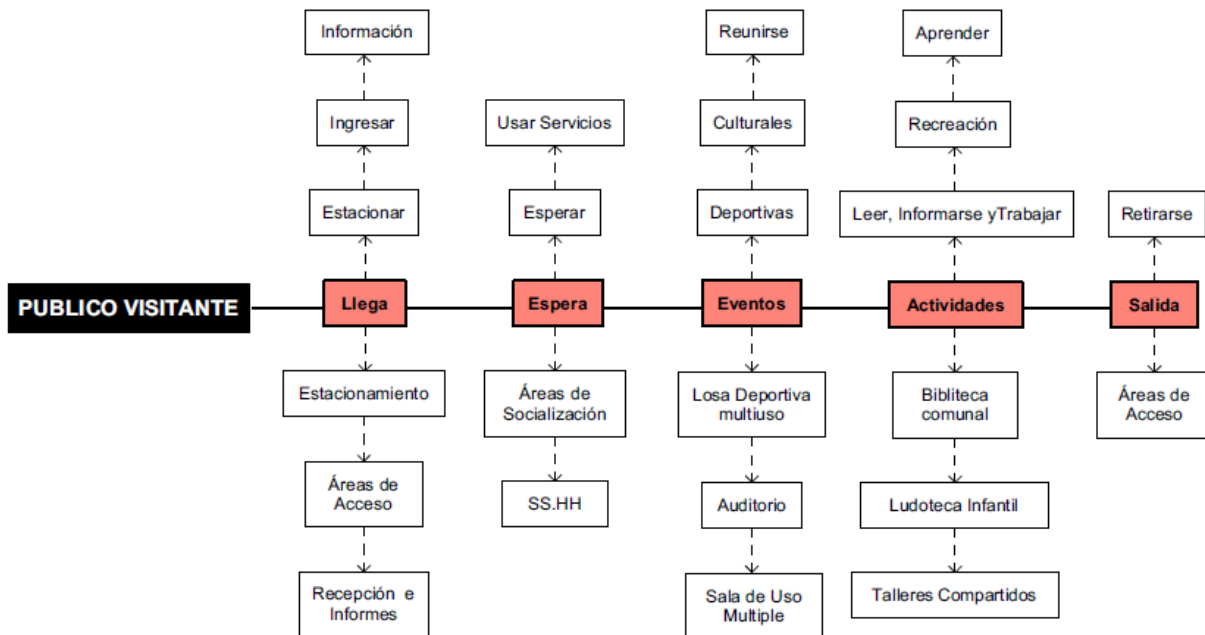 Información
Reunirse
Aprender
Ingresar
Usar Servicios
Culturales
Recreación
Estacionar
Esperar
Deportivas
Leer, Informarse yTrabajar
Retirarse
PUBLICO VISITANTE
Llega
Espera
Eventos
Actividades
Salida
Estacionamiento
Áreas de
Socialización
Losa Deportiva
multiuso
Bibliteca
comunal
Áreas de
Acceso
Áreas de
Acceso
SS.HH
Auditorio
Ludoteca Infantil
Recepción e
Informes
Sala de Uso
Multiple
Talleres Compartidos